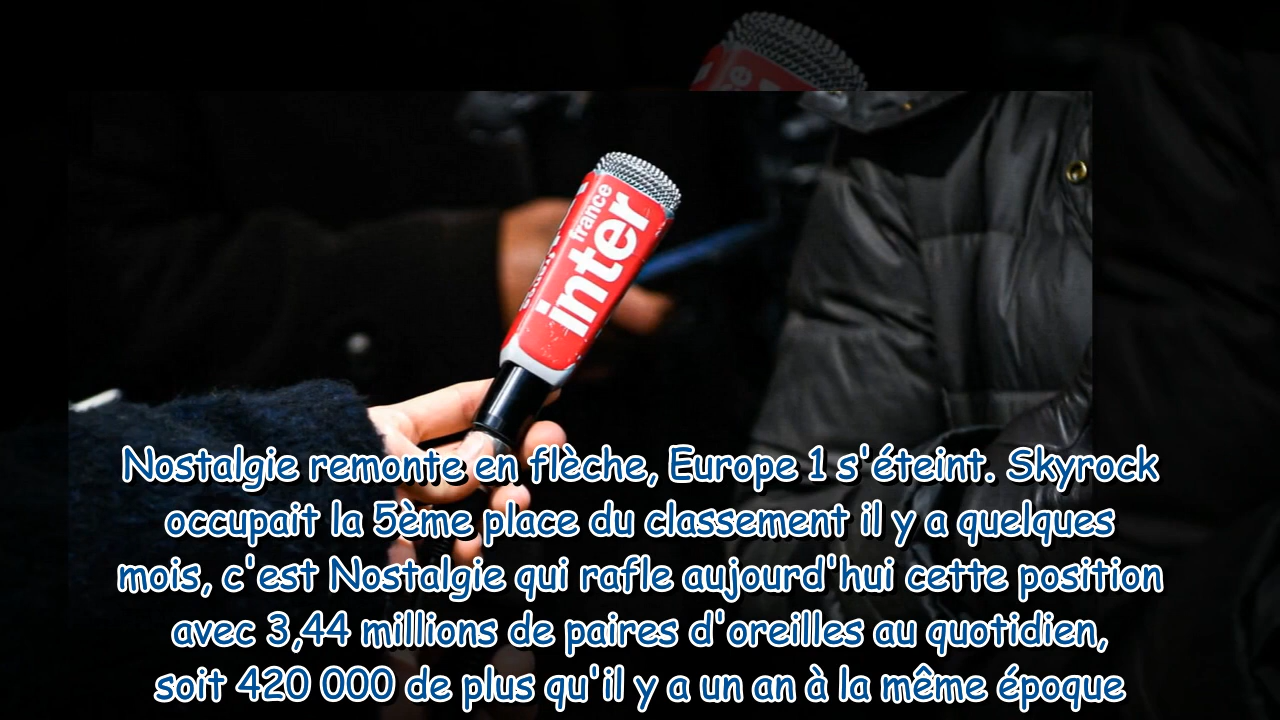 france
inter
Nostalgie remonte en flèche, Europe 1 s'éteint. Skyrock
occupait la 5ème place du classement il y a quelques
mois, c'est Nostalgie qui rafle aujourd'hui cette position
avec 3,44 millions de paires d'oreilles au quotidien,
soit 420 000 de plus qu'il y a un an à la même époque